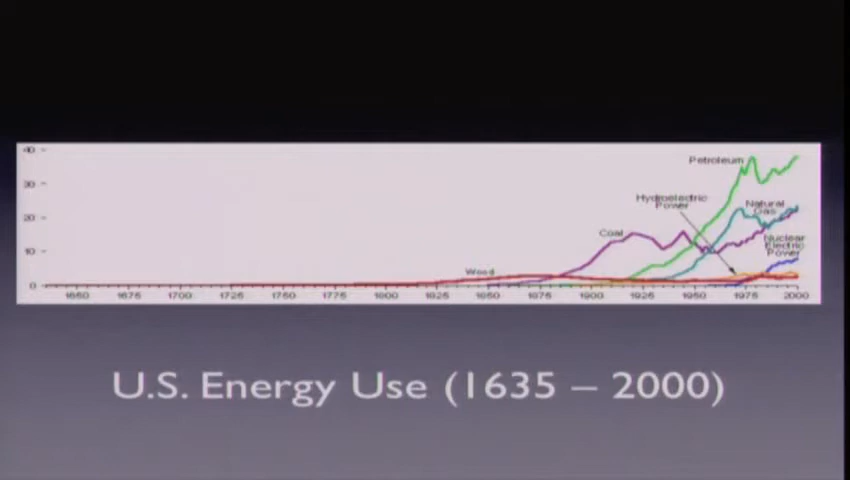 40
Petroleum
30
Hydroelectric
Power
Natural
Gas
20
Coal
Nuclear
Electric
Power
10
Wood
0
1650 1675 1700 1725 1750 1775 1800 1825 1850 1875 1900 1925 1950 1975 2000
U.S. Energy Use (1635 – 2000)